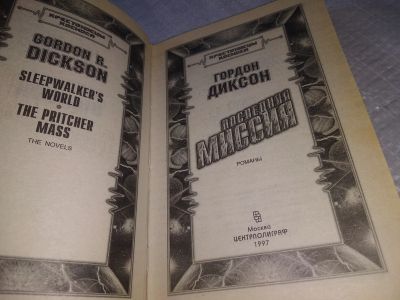 GORDON R.
DICKSON
SLEEPWALKER'S
WORLD
THE PRITCHER
MASS
THE NOVELS
ГОРДОН
ДИКСОН
ПОСЛЕДНЯЯ
МИССИЯ
РОМАНЫ
Москва
ЦЕНТРПОЛИГРАФ
1997